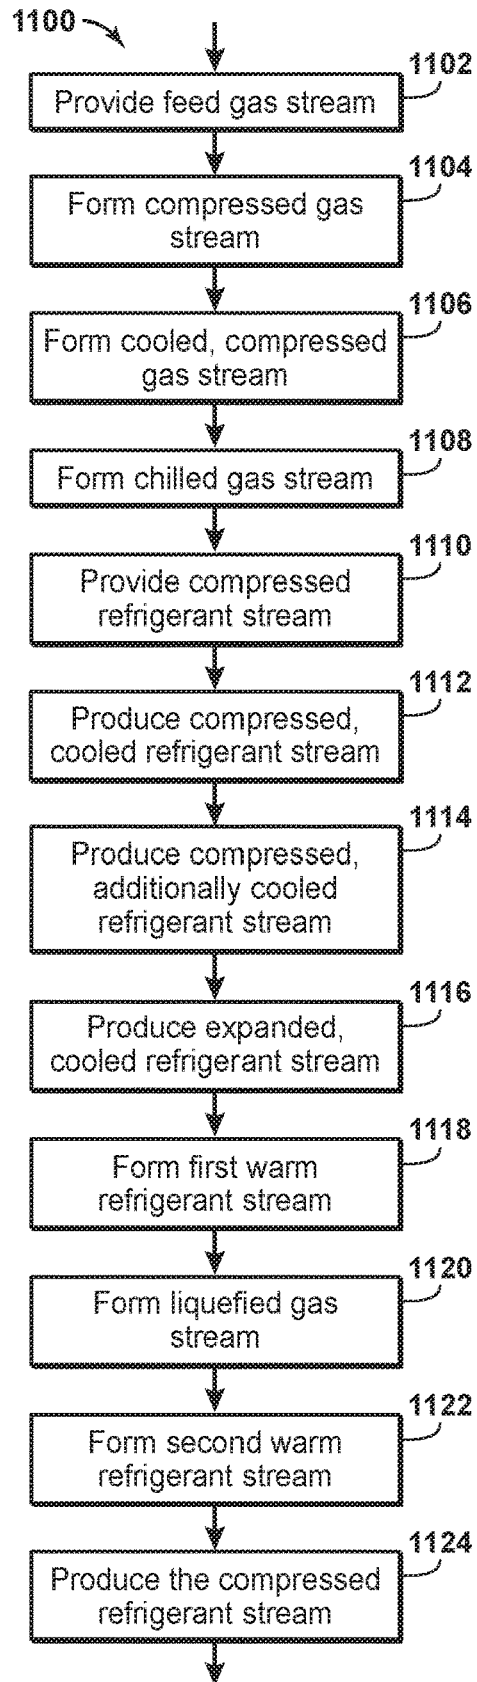 1100
1102
Provide feed gas stream
1104
Form compressed gas
stream
1106
Form cooled, compressed
gas stream
1108
Form chilled gas stream
1110
Provide compressed
refrigerant stream
1112
Produce compressed,
cooled refrigerant stream
1114
Produce compressed,
additionally cooled
refrigerant stream
1116
Produce expanded,
cooled refrigerant stream
1118
Form first warm
refrigerant stream
1120
Form liquefied gas
stream
1122
Form second warm
refrigerant stream
1124
Produce the compressed
refrigerant stream